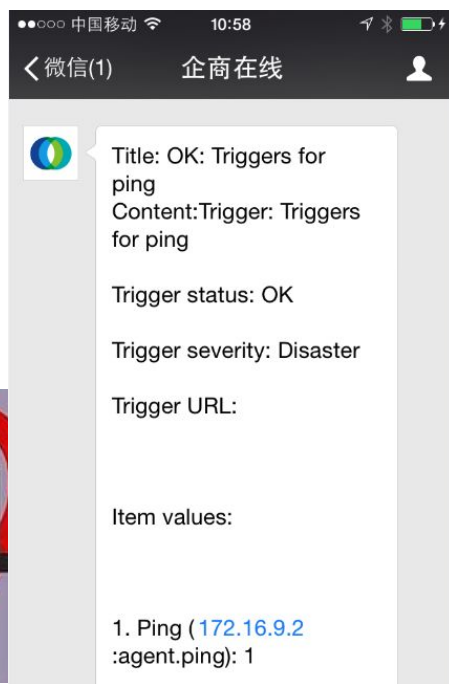 中国移动 10:58
微信(1) 企商在线
Title: OK: Triggers for
ping
Content:Trigger: Triggers
for ping
Trigger status: OK
Trigger severity: Disaster
Trigger URL:
Item values:
1. Ping (172.16.9.2
:agent.ping): 1